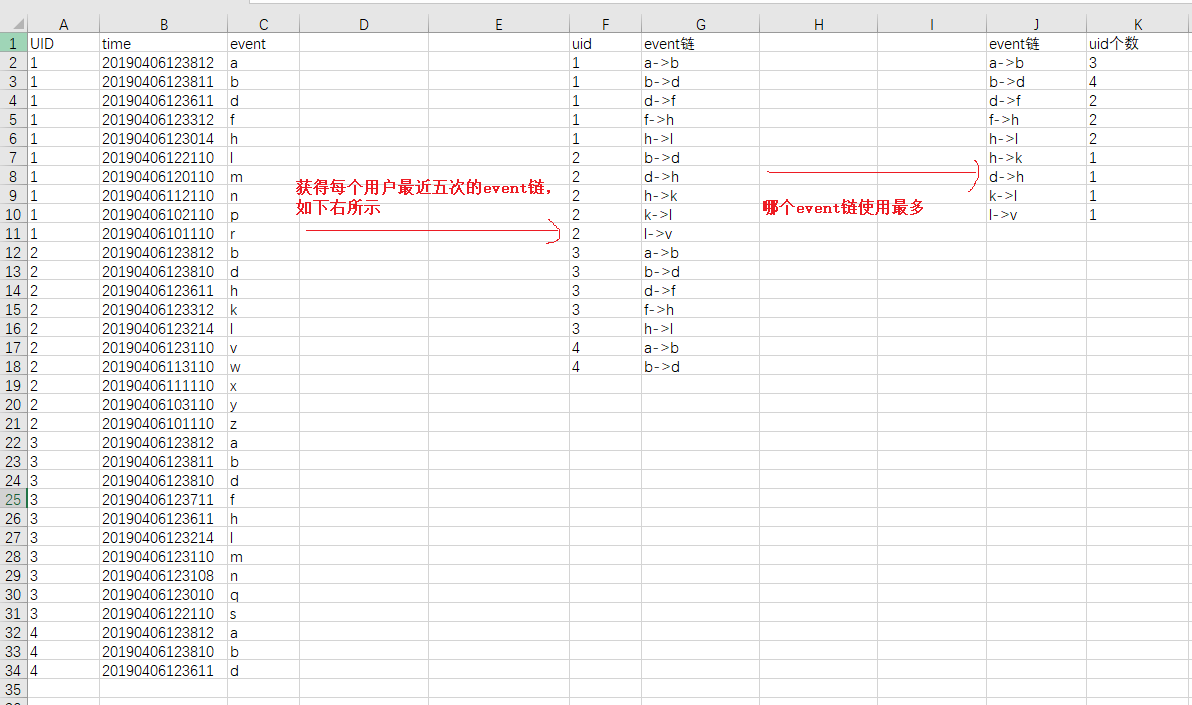 A B C D E F G H I J K
1 UID time event uid event链 event链 uid个数
2 1 20190406123812 a 1 a->b a->b 3
3 1 20190406123811 b 1 b->d b->d 4
4 1 20190406123611 d 1 d->f d->f 2
5 1 20190406123312 f 1 f->h f->h 2
6 1 20190406123014 h 1 h->l h->l 2
7 1 20190406122110 l 2 b->d h->k 1
8 1 20190406120110 m 2 d->h d->h 1
9 1 20190406112110 n 2 h->k k->l 1
10 1 20190406102110 p 2 k->l l->v 1
获得每个用户最近五次的event链，
如下右所示
哪个event链使用最多
11 1 20190406101110 r 2 l->v
12 2 20190406123812 b 3 a->b
13 2 20190406123810 d 3 b->d
14 2 20190406123611 h 3 d->f
15 2 20190406123312 k 3 f->h
16 2 20190406123214 l 3 h->l
17 2 20190406123110 v 4 a->b
18 2 20190406113110 w 4 b->d
19 2 20190406111110 x
20 2 20190406103110 y
21 2 20190406101110 z
22 3 20190406123812 a
23 3 20190406123811 b
24 3 20190406123810 d
25 3 20190406123711 f
26 3 20190406123611 h
27 3 20190406123214 l
28 3 20190406123110 m
29 3 20190406123108 n
30 3 20190406123010 q
31 3 20190406122110 s
32 4 20190406123812 a
33 4 20190406123810 b
34 4 20190406123611 d
35